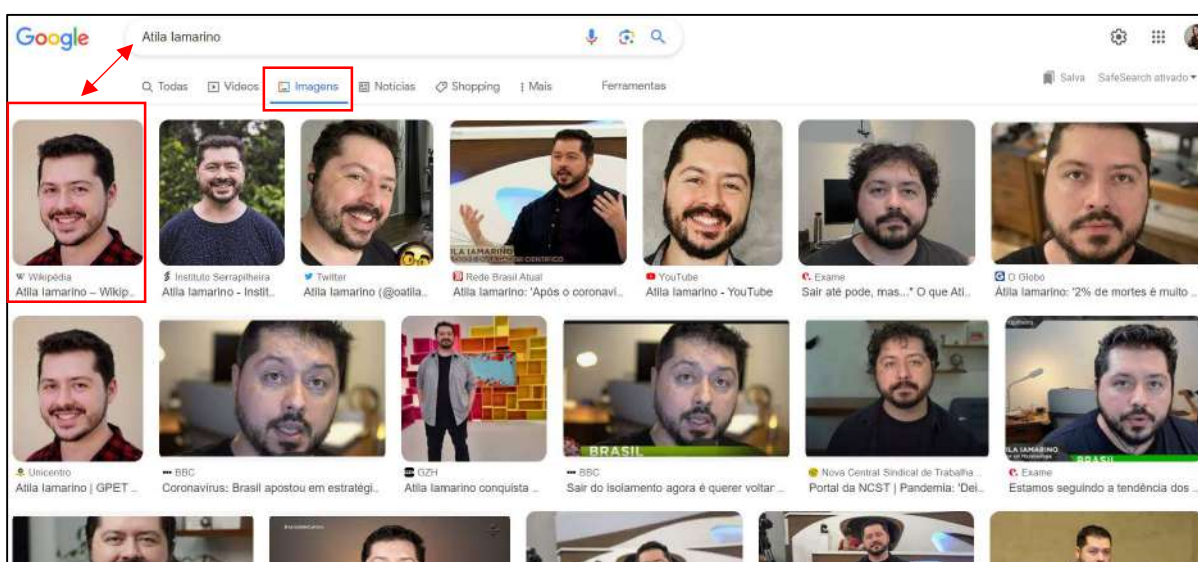 Google
Atila Iamarino
Todas
Vídeos
Imagens
Notícias
Shopping
Mais
Ferramentas
Salva
SafeSearch ativado
Wikipédia
Atila Iamarino – Wikip...
Instituto Serrapilheira
Atila Iamarino - Instit...
Twitter
Atila Iamarino (@oatila...
Rede Brasil Atual
Atila Iamarino: 'Após o coronaví...
YouTube
Atila Iamarino - YouTube
Exame
Sair até pode, mas..." O que Ati...
O Globo
Átila Iamarino: '2% de mortes é muito ...
Unicentro
Atila Iamarino | GPET ...
BBC
Coronavírus: Brasil apostou em estratégi...
GZH
Atila Iamarino conquista ...
BRASIL
BBC
Sair do isolamento agora é querer voltar ...
Nova Central Sindical de Trabalha...
Portal da NCST | Pandemia: 'Dei...
BRASIL
Exame
Estamos seguindo a tendência dos ...